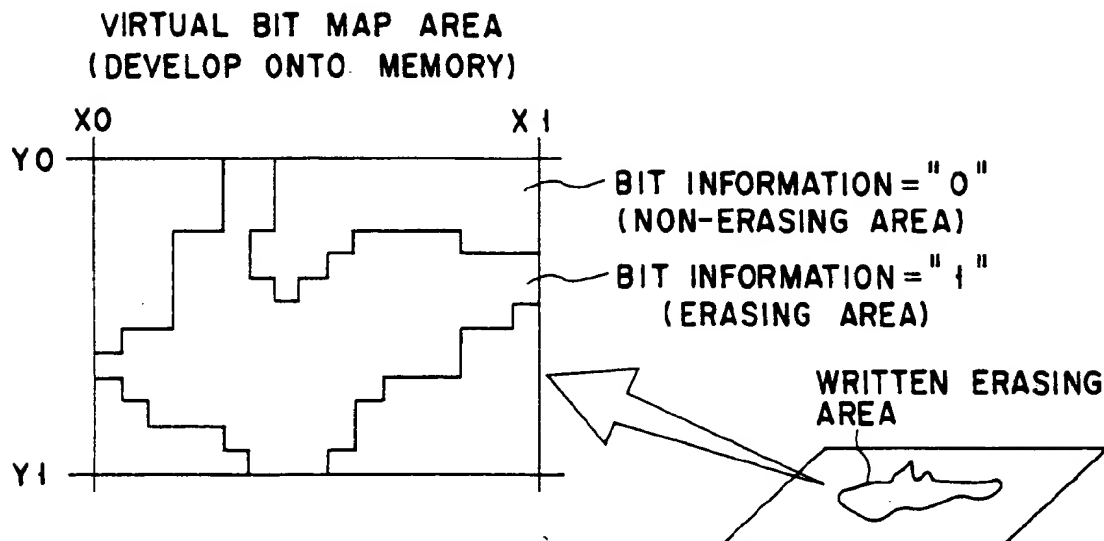 VIRTUAL BIT MAP AREA
(DEVELOP ONTO MEMORY)
X0 X1
Y0
BIT INFORMATION = "0"
(NON-ERASING AREA)
BIT INFORMATION = "1"
(ERASING AREA)
WRITTEN ERASING
AREA
Y1